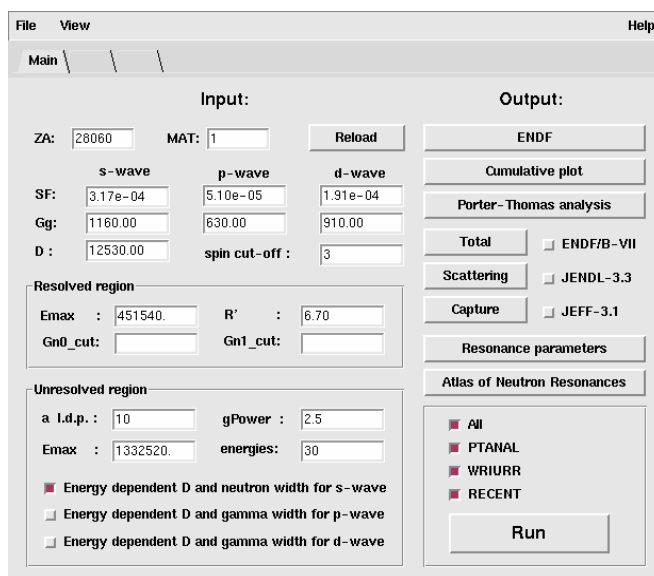 File View Help
Main
Input: Output:
ZA: 28060 MAT: 1 Reload ENDF
s-wave p-wave d-wave Cumulative plot
SF: 3.17e-04 5.10e-05 1.91e-04 Porter-Thomas analysis
Gg: 1160.00 630.00 910.00
D : 12530.00 spin cut-off : 3 Total ENDF/B-VII
Resolved region Scattering JENDL-3.3
Emax : 451540. R' : 6.70 Capture JEFF-3.1
Gn0_cut: Gn1_cut: Resonance parameters
Unresolved region Atlas of Neutron Resonances
a l.d.p. : 10 gPower : 2.5 All
Emax : 1332520. energies: 30 PTANAL
WRIURR
Energy dependent D and neutron width for s-wave RECENT
Energy dependent D and gamma width for p-wave Run
Energy dependent D and gamma width for d-wave